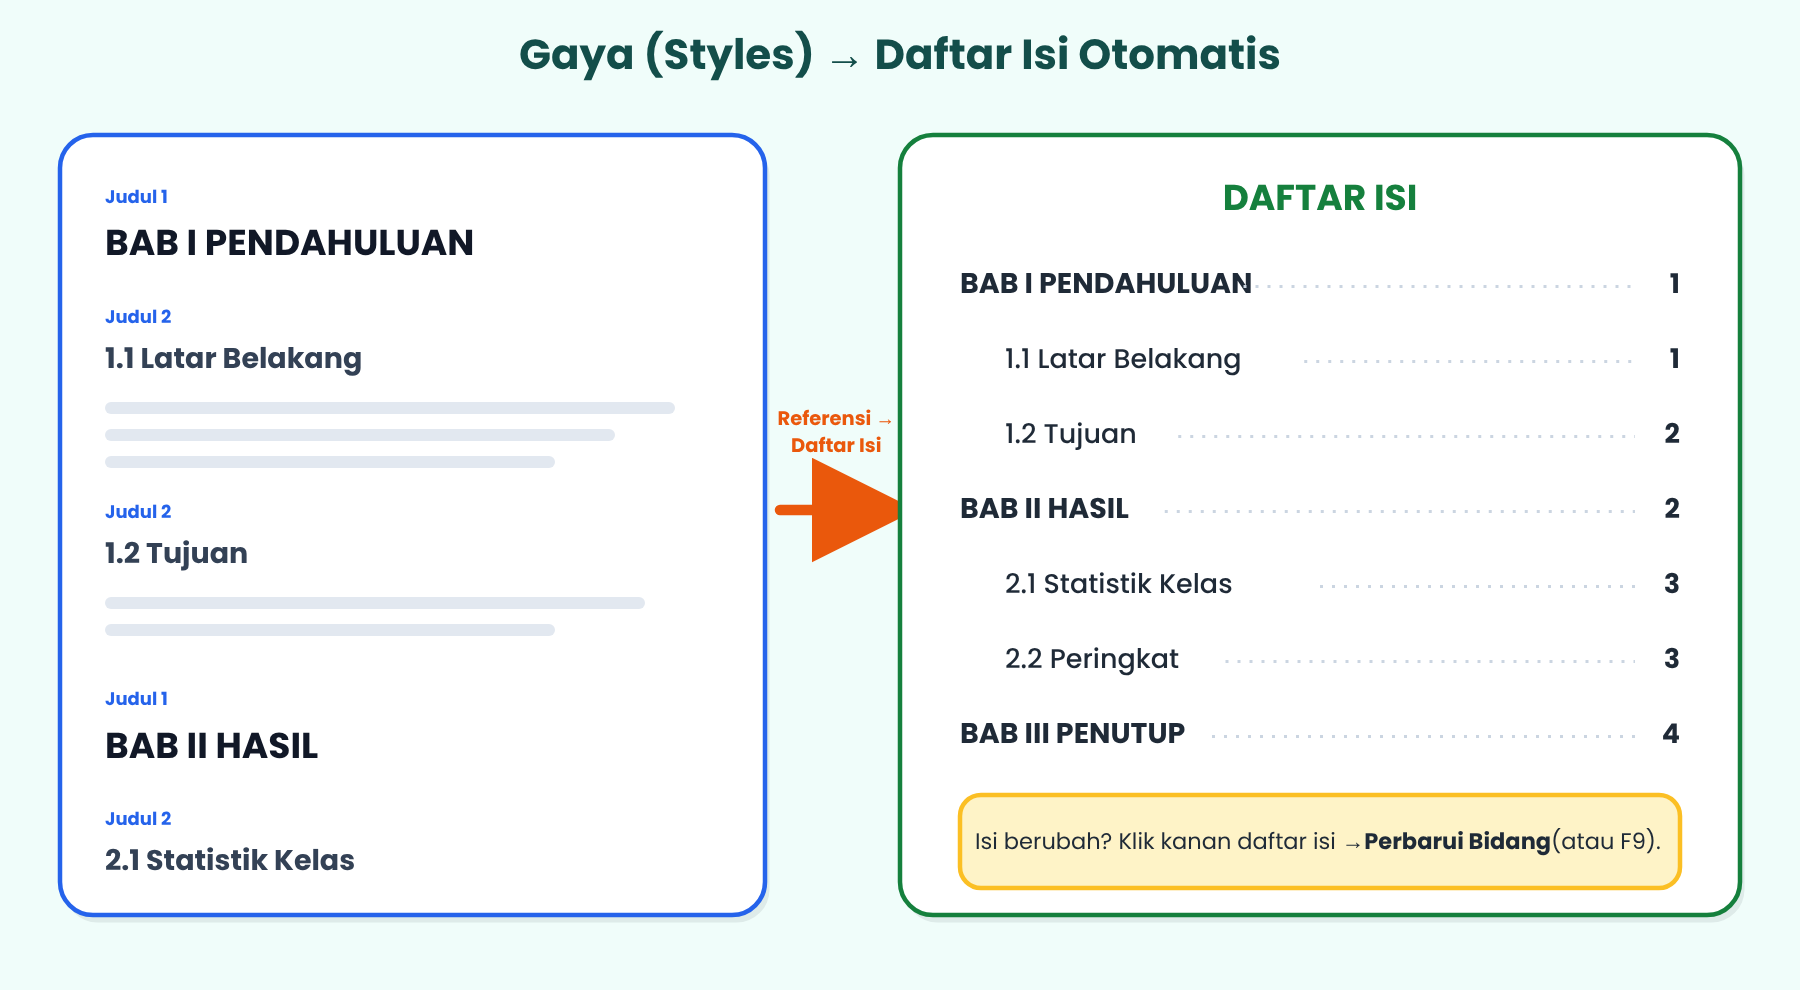 Gaya (Styles) → Daftar Isi Otomatis
Judul 1
BAB I PENDAHULUAN
Judul 2
1.1 Latar Belakang
Judul 2
1.2 Tujuan
Judul 1
BAB II HASIL
Judul 2
2.1 Statistik Kelas
Referensi →
Daftar Isi
DAFTAR ISI
BAB I PENDAHULUAN 1
1.1 Latar Belakang 1
1.2 Tujuan 2
BAB II HASIL 2
2.1 Statistik Kelas 3
2.2 Peringkat 3
BAB III PENUTUP 4
Isi berubah? Klik kanan daftar isi →Perbarui Bidang(atau F9).